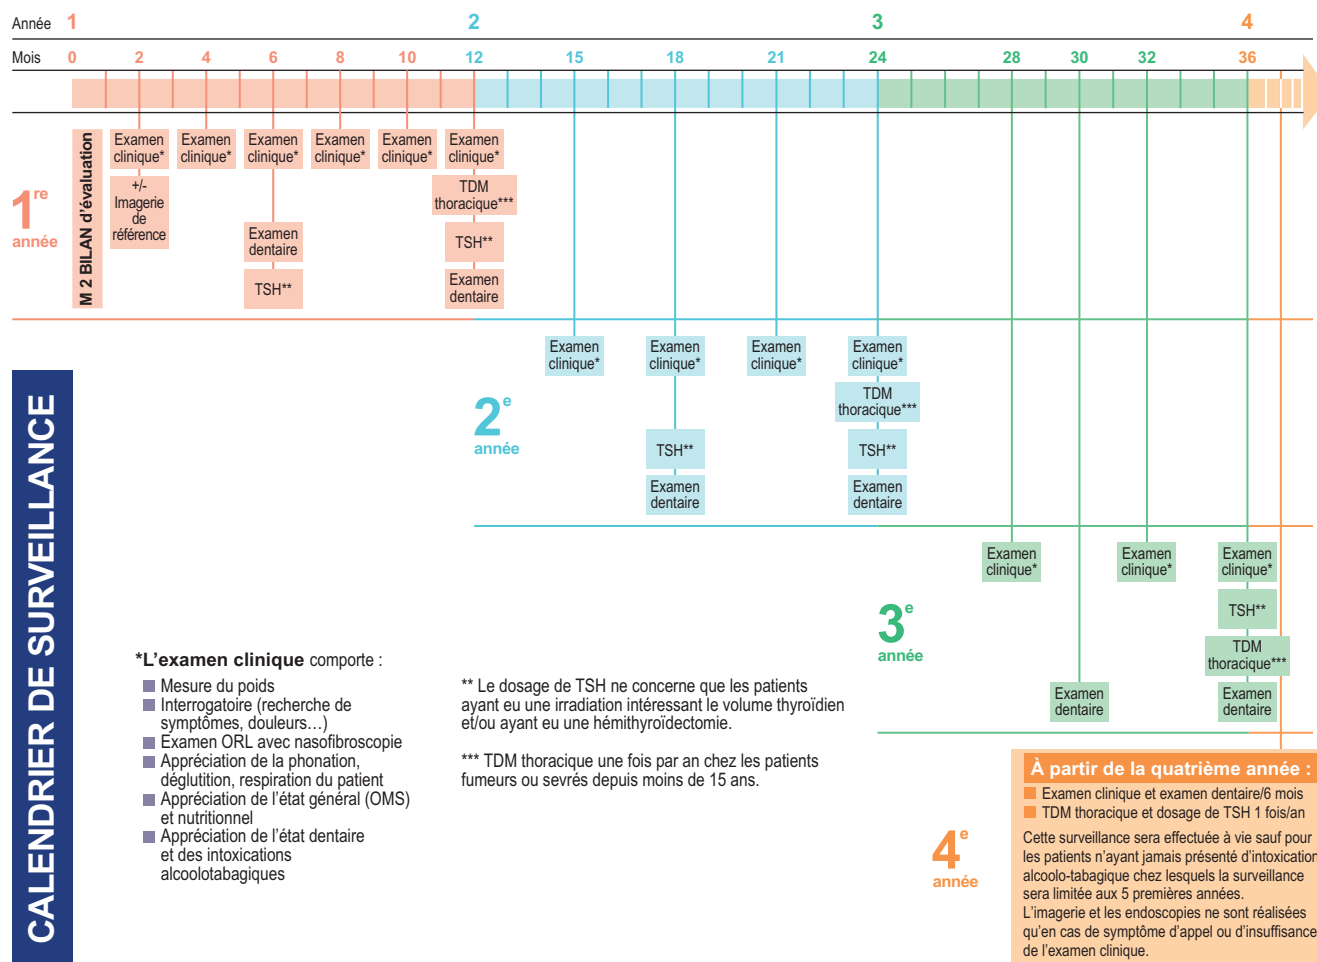 Année 1 2 3 4
Mois 0 2 4 6 8 10 12 15 18 21 24 28 30 32 36
1re
année
M 2 BILAN d'évaluation
Examen
clinique*
+/-
Imagerie
de
référence
Examen
clinique*
Examen
clinique*
Examen
dentaire
TSH**
Examen
clinique*
Examen
clinique*
Examen
clinique*
TDM
thoracique***
TSH**
Examen
dentaire
2e
année
Examen
clinique*
Examen
clinique*
TSH**
Examen
dentaire
Examen
clinique*
Examen
clinique*
TDM
thoracique***
TSH**
Examen
dentaire
3e
année
Examen
clinique*
Examen
dentaire
Examen
clinique*
Examen
clinique*
TSH**
TDM
thoracique***
Examen
dentaire
CALENDRIER DE SURVEILLANCE
*L'examen clinique comporte :
Mesure du poids
Interrogatoire (recherche de
symptômes, douleurs…)
Examen ORL avec nasofibroscopie
Appréciation de la phonation,
déglutition, respiration du patient
Appréciation de l'état général (OMS)
et nutritionnel
Appréciation de l'état dentaire
et des intoxications
alcoolotabagiques
** Le dosage de TSH ne concerne que les patients
ayant eu une irradiation intéressant le volume thyroïdien
et/ou ayant eu une hémithyroïdectomie.
*** TDM thoracique une fois par an chez les patients
fumeurs ou sevrés depuis moins de 15 ans.
4e
année
À partir de la quatrième année :
Examen clinique et examen dentaire/6 mois
TDM thoracique et dosage de TSH 1 fois/an
Cette surveillance sera effectuée à vie sauf pour
les patients n'ayant jamais présenté d'intoxication
alcoolo-tabagique chez lesquels la surveillance
sera limitée aux 5 premières années.
L'imagerie et les endoscopies ne sont réalisées
qu'en cas de symptôme d'appel ou d'insuffisance
de l'examen clinique.